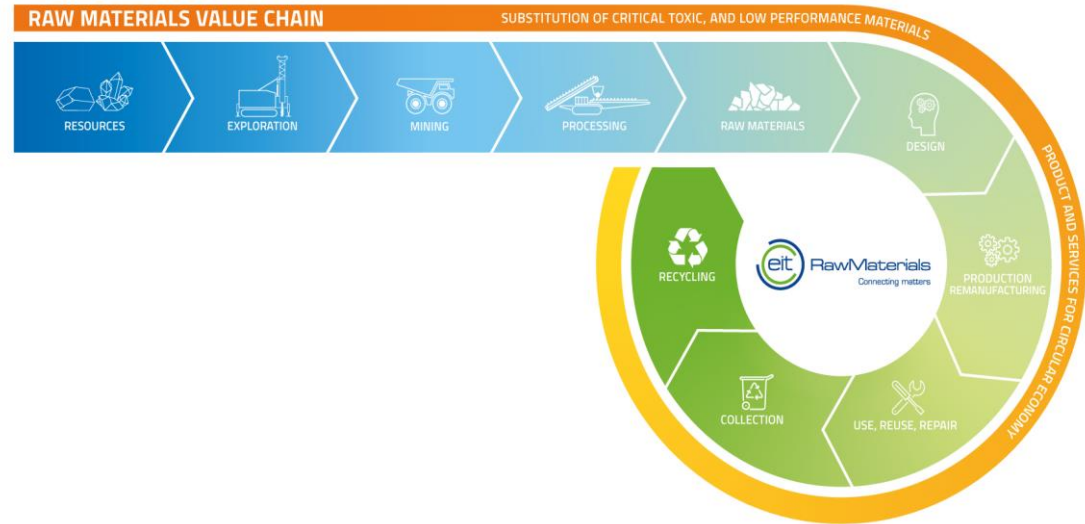 RAW MATERIALS VALUE CHAIN
SUBSTITUTION OF CRITICAL TOXIC, AND LOW PERFORMANCE MATERIALS
RESOURCES
EXPLORATION
MINING
PROCESSING
RAW MATERIALS
DESIGN
PRODUCT AND SERVICES FOR CIRCULAR ECONOMY
PRODUCTION
REMANUFACTURING
USE, REUSE, REPAIR
COLLECTION
RECYCLING
eit RawMaterials
Connecting matters